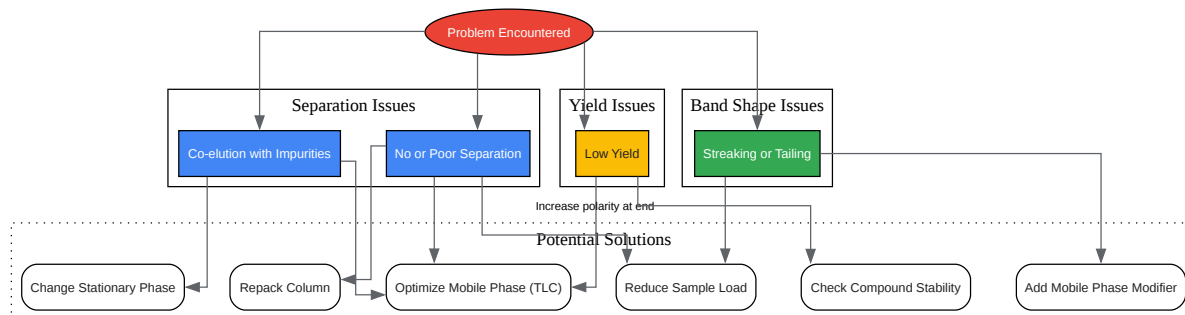 Problem Encountered
Separation Issues
Yield Issues
Band Shape Issues
Co-elution with Impurities
No or Poor Separation
Low Yield
Streaking or Tailing
Increase polarity at end
Potential Solutions
Change Stationary Phase
Repack Column
Optimize Mobile Phase (TLC)
Reduce Sample Load
Check Compound Stability
Add Mobile Phase Modifier